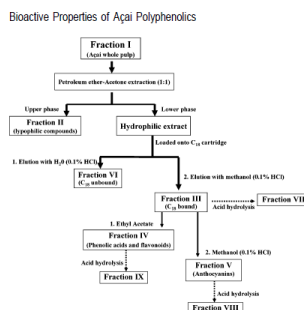 Bioactive Properties of Açai Polyphenolics
Fraction I
(Açai whole pulp)
Petroleum ether-Acetone extraction (1:1)
Upper phase
Lower phase
Fraction II
(lypophilic compounds)
Hydrophilic extract
Loaded onto C18 cartridge
1. Elution with H20 (0.1% HCl)
2. Elution with methanol (0.1% HCl)
Fraction VI
(C18 unbound)
Fraction III
(C18 bound)
Acid hydrolysis
Fraction VII
1. Ethyl Acetate
Fraction IV
(Phenolic acids and flavonoids)
2. Methanol (0.1% HCl)
Acid hydrolysis
Fraction V
(Anthocyanins)
Fraction IX
Acid hydrolysis
Fraction VIII